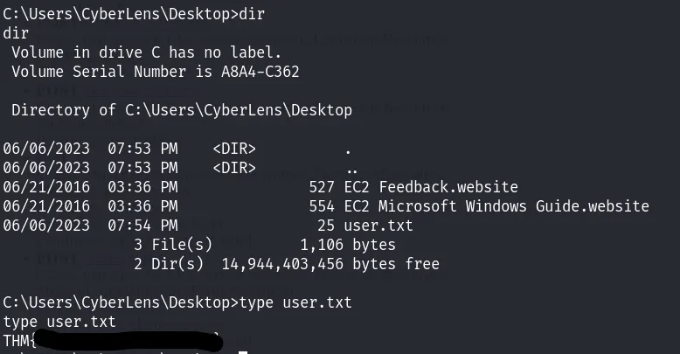 C:\Users\CyberLens\Desktop>dir
dir
 Volume in drive C has no label.
 Volume Serial Number is A8A4-C362

 Directory of C:\Users\CyberLens\Desktop

06/06/2023  07:53 PM    <DIR>          .
06/06/2023  07:53 PM    <DIR>          ..
06/21/2016  03:36 PM               527 EC2 Feedback.website
06/21/2016  03:36 PM               554 EC2 Microsoft Windows Guide.website
06/06/2023  07:54 PM                25 user.txt
               3 File(s)          1,106 bytes
               2 Dir(s)  14,944,403,456 bytes free

C:\Users\CyberLens\Desktop>type user.txt
type user.txt
THM{